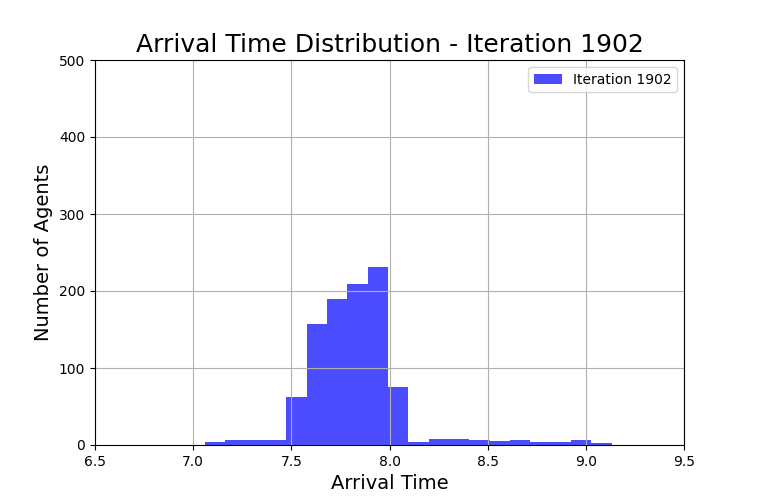 Arrival Time Distribution - Iteration 1902
Iteration 1902
Number of Agents
500
400
300
200
100
0
6.5 7.0 7.5 8.0 8.5 9.0 9.5
Arrival Time